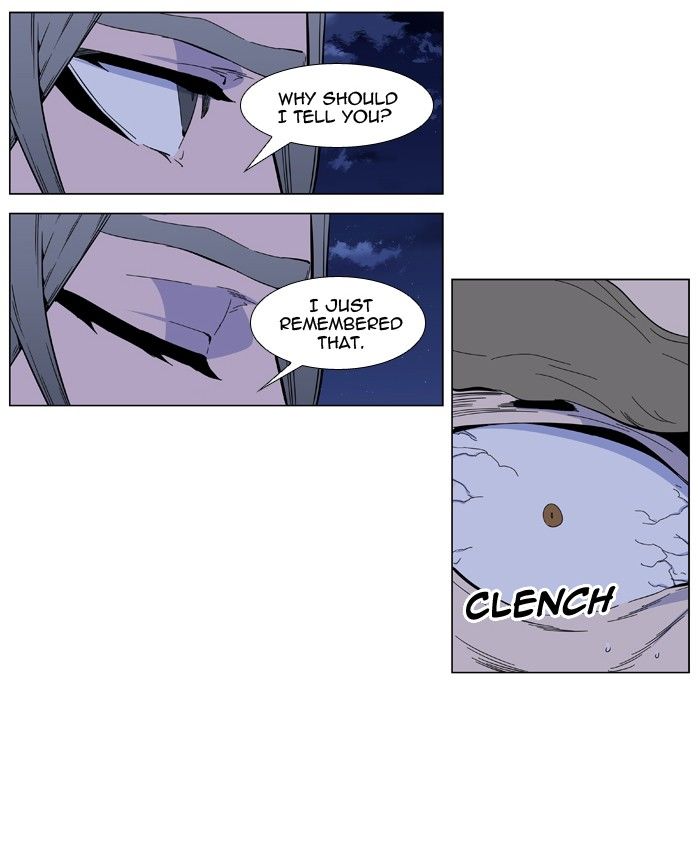 WHY SHOULD
I TELL YOU?
I JUST
REMEMBERED
THAT.
CLENCH